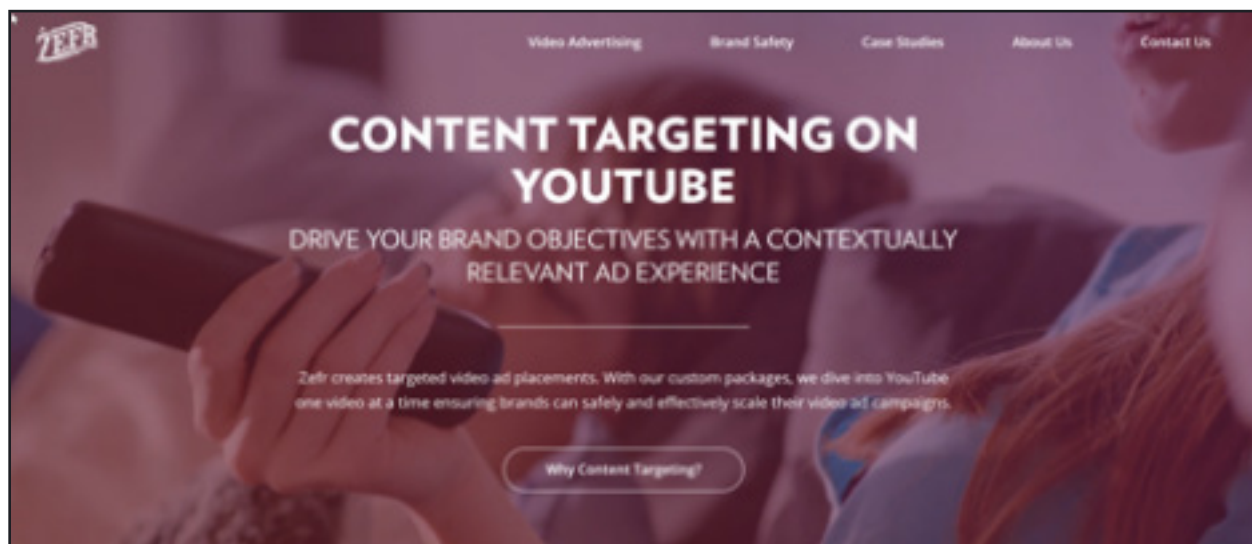 ZEFR
Video Advertising Brand Safety Case Studies About Us Contact Us
CONTENT TARGETING ON
YOUTUBE
DRIVE YOUR BRAND OBJECTIVES WITH A CONTEXTUALLY
RELEVANT AD EXPERIENCE
Zefr creates targeted video ad placements. With our custom packages, we dive into YouTube
one video at a time ensuring brands can safely and effectively scale their video ad campaigns.
Why Content Targeting?